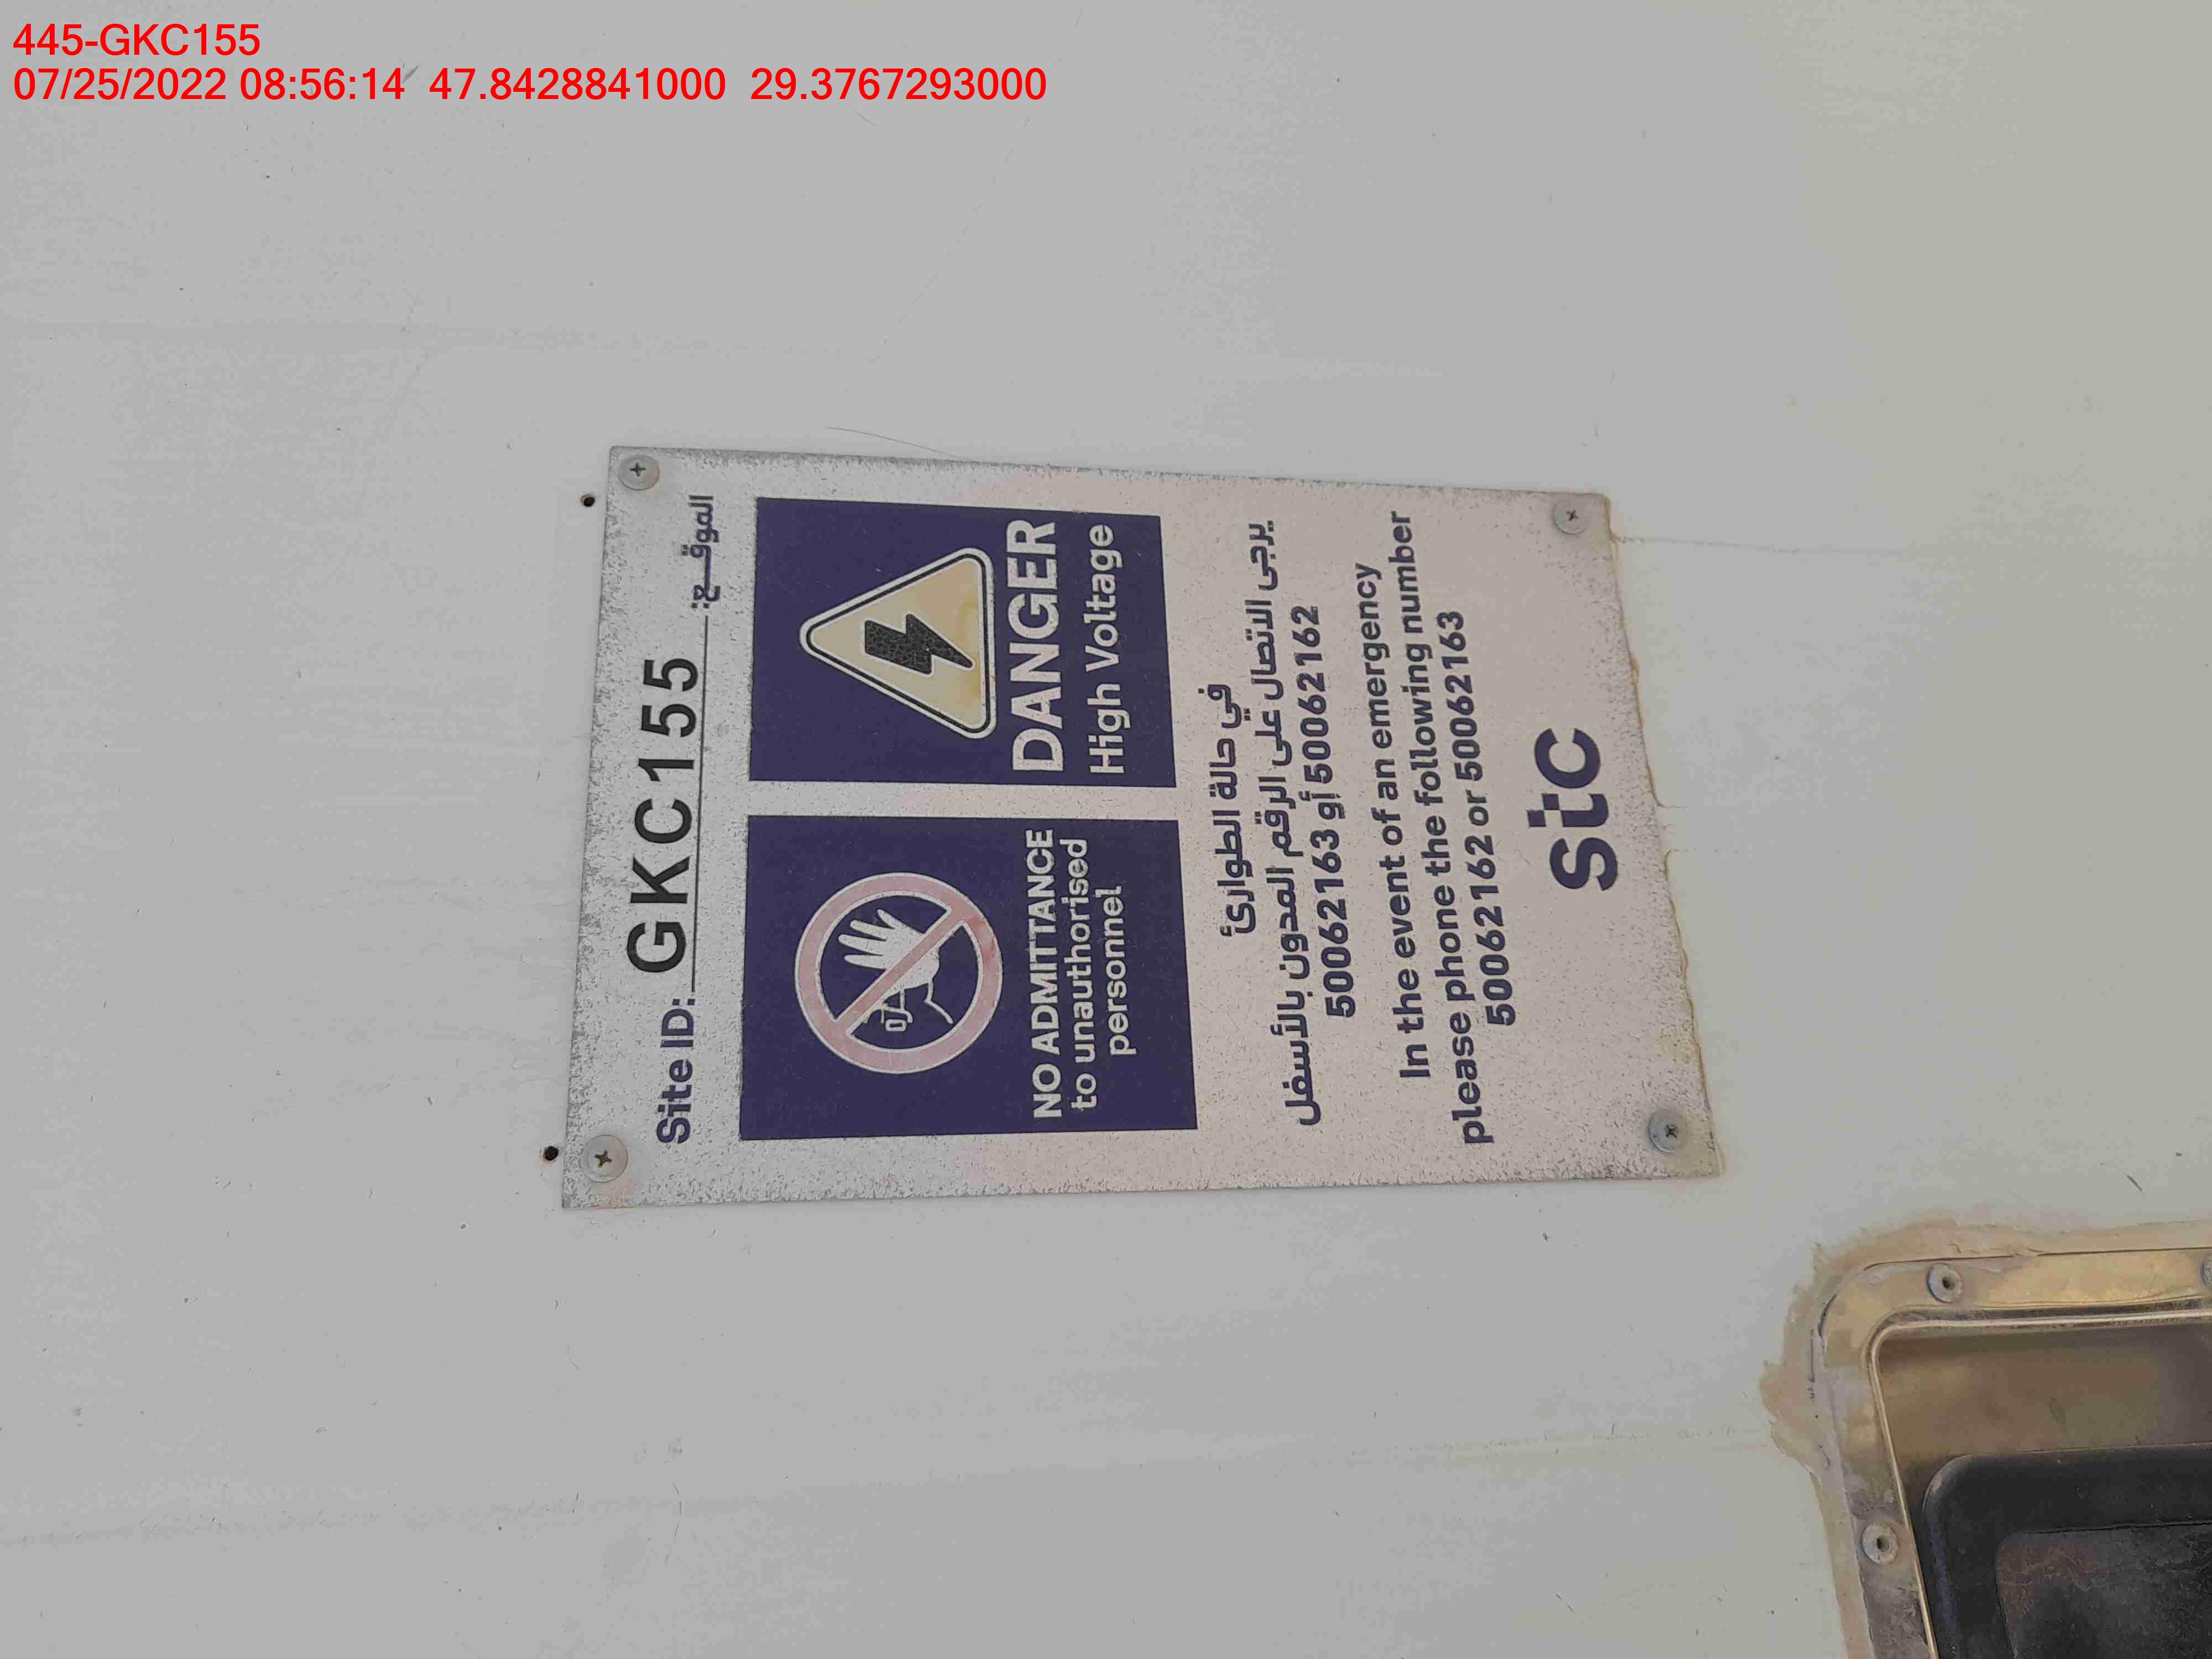 445-GKC155
07/25/2022 08:56:14 47.8428841000 29.3767293000
Site ID: GKC155 الموقع:
NO ADMITTANCE
to unauthorised
personnel
DANGER
High Voltage
في حالة الطوارئ
يرجى الاتصال على الرقم المدون بالأسفل
50062163 أو 50062162
In the event of an emergency
please phone the following number
50062162 or 50062163
stc